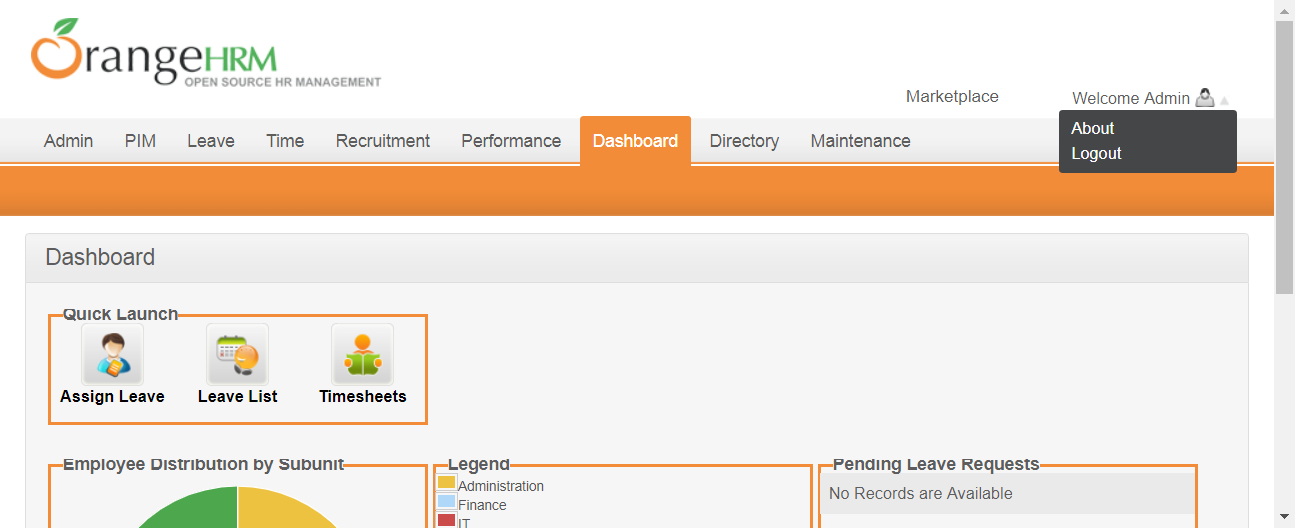 OrangeHRM
OPEN SOURCE HR MANAGEMENT
Marketplace
Welcome Admin
About
Logout
Admin PIM Leave Time Recruitment Performance Dashboard Directory Maintenance
Dashboard
Quick Launch
Assign Leave Leave List Timesheets
Employee Distribution by Subunit
Legend
Administration
Finance
IT
Pending Leave Requests
No Records are Available